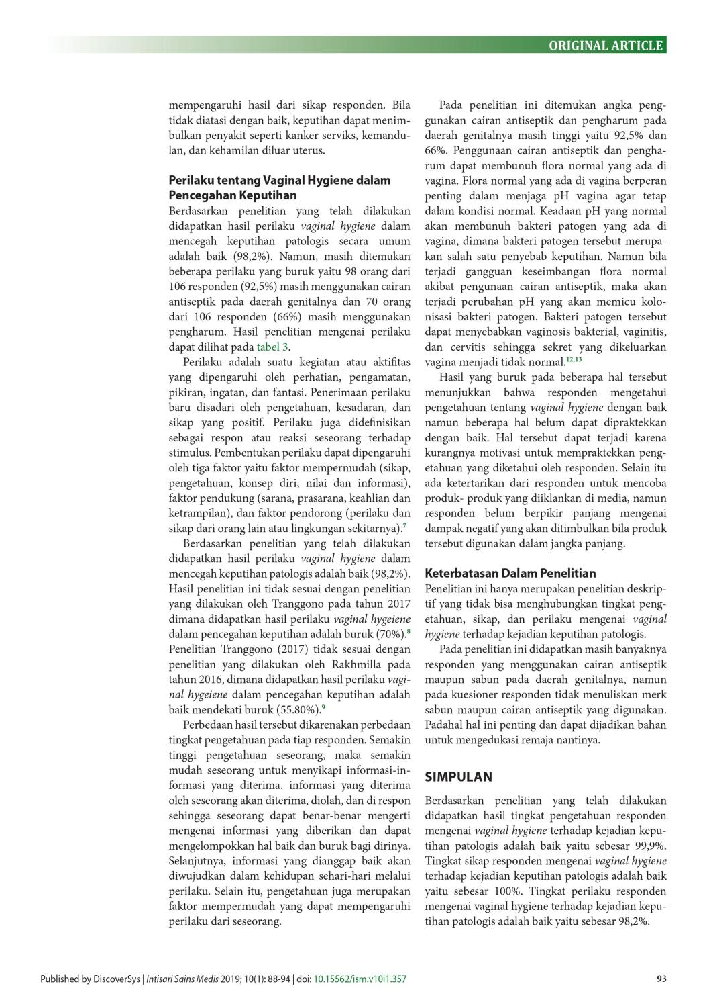 ORIGINAL ARTICLE
mempengaruhi hasil dari sikap responden. Bila
tidak diatasi dengan baik, keputihan dapat menim-
bulkan penyakit seperti kanker serviks, kemandu-
lan, dan kehamilan diluar uterus.
Perilaku tentang Vaginal Hygiene dalam
Pencegahan Keputihan
Berdasarkan penelitian yang telah dilakukan
didapatkan hasil perilaku vaginal hygiene dalam
mencegah keputihan patologis secara umum
adalah baik (98,2%). Namun, masih ditemukan
beberapa perilaku yang buruk yaitu 98 orang dari
106 responden (92,5%) masih menggunakan cairan
antiseptik pada daerah genitalnya dan 70 orang
dari 106 responden (66%) masih menggunakan
pengharum. Hasil penelitian mengenai perilaku
dapat dilihat pada tabel 3.
Perilaku adalah suatu kegiatan atau aktifitas
yang dipengaruhi oleh perhatian, pengamatan,
pikiran, ingatan, dan fantasi. Penerimaan perilaku
baru disadari oleh pengetahuan, kesadaran, dan
sikap yang positif. Perilaku juga didefinisikan
sebagai respon atau reaksi seseorang terhadap
stimulus. Pembentukan perilaku dapat dipengaruhi
oleh tiga faktor yaitu faktor mempermudah (sikap,
pengetahuan, konsep diri, nilai dan informasi),
faktor pendukung (sarana, prasarana, keahlian dan
ketrampilan), dan faktor pendorong (perilaku dan
sikap dari orang lain atau lingkungan sekitarnya).7
Berdasarkan penelitian yang telah dilakukan
didapatkan hasil perilaku vaginal hygiene dalam
mencegah keputihan patologis adalah baik (98,2%).
Hasil penelitian ini tidak sesuai dengan penelitian
yang dilakukan oleh Tranggono pada tahun 2017
dimana didapatkan hasil perilaku vaginal hygeiene
dalam pencegahan keputihan adalah buruk (70%).8
Penelitian Tranggono (2017) tidak sesuai dengan
penelitian yang dilakukan oleh Rakhmilla pada
tahun 2016, dimana didapatkan hasil perilaku vagi-
nal hygeiene dalam pencegahan keputihan adalah
baik mendekati buruk (55.80%).9
Perbedaan hasil tersebut dikarenakan perbedaan
tingkat pengetahuan pada tiap responden. Semakin
tinggi pengetahuan seseorang, maka semakin
mudah seseorang untuk menyikapi informasi-in-
formasi yang diterima. informasi yang diterima
oleh seseorang akan diterima, diolah, dan di respon
sehingga seseorang dapat benar-benar mengerti
mengenai informasi yang diberikan dan dapat
mengelompokkan hal baik dan buruk bagi dirinya.
Selanjutnya, informasi yang dianggap baik akan
diwujudkan dalam kehidupan sehari-hari melalui
perilaku. Selain itu, pengetahuan juga merupakan
faktor mempermudah yang dapat mempengaruhi
perilaku dari seseorang.
Pada penelitian ini ditemukan angka peng-
gunakan cairan antiseptik dan pengharum pada
daerah genitalnya masih tinggi yaitu 92,5% dan
66%. Penggunaan cairan antiseptik dan pengha-
rum dapat membunuh flora normal yang ada di
vagina. Flora normal yang ada di vagina berperan
penting dalam menjaga pH vagina agar tetap
dalam kondisi normal. Keadaan pH yang normal
akan membunuh bakteri patogen yang ada di
vagina, dimana bakteri patogen tersebut merupa-
kan salah satu penyebab keputihan. Namun bila
terjadi gangguan keseimbangan flora normal
akibat pengunaan cairan antiseptik, maka akan
terjadi perubahan pH yang akan memicu kolo-
nisasi bakteri patogen. Bakteri patogen tersebut
dapat menyebabkan vaginosis bakterial, vaginitis,
dan cervitis sehingga sekret yang dikeluarkan
vagina menjadi tidak normal.12,13
Hasil yang buruk pada beberapa hal tersebut
menunjukkan bahwa responden mengetahui
pengetahuan tentang vaginal hygiene dengan baik
namun beberapa hal belum dapat dipraktekkan
dengan baik. Hal tersebut dapat terjadi karena
kurangnya motivasi untuk mempraktekkan peng-
etahuan yang diketahui oleh responden. Selain itu
ada ketertarikan dari responden untuk mencoba
produk- produk yang diiklankan di media, namun
responden belum berpikir panjang mengenai
dampak negatif yang akan ditimbulkan bila produk
tersebut digunakan dalam jangka panjang.
Keterbatasan Dalam Penelitian
Penelitian ini hanya merupakan penelitian deskrip-
tif yang tidak bisa menghubungkan tingkat peng-
etahuan, sikap, dan perilaku mengenai vaginal
hygiene terhadap kejadian keputihan patologis.
Pada penelitian ini didapatkan masih banyaknya
responden yang menggunakan cairan antiseptik
maupun sabun pada daerah genitalnya, namun
pada kuesioner responden tidak menuliskan merk
sabun maupun cairan antiseptik yang digunakan.
Padahal hal ini penting dan dapat dijadikan bahan
untuk mengedukasi remaja nantinya.
SIMPULAN
Berdasarkan penelitian yang telah dilakukan
didapatkan hasil tingkat pengetahuan responden
mengenai vaginal hygiene terhadap kejadian kepu-
tihan patologis adalah baik yaitu sebesar 99,9%.
Tingkat sikap responden mengenai vaginal hygiene
terhadap kejadian keputihan patologis adalah baik
yaitu sebesar 100%. Tingkat perilaku responden
mengenai vaginal hygiene terhadap kejadian kepu-
tihan patologis adalah baik yaitu sebesar 98,2%.
Published by DiscoverSys | Intisari Sains Medis 2019; 10(1): 88-94 | doi: 10.15562/ism.v10i1.357
93